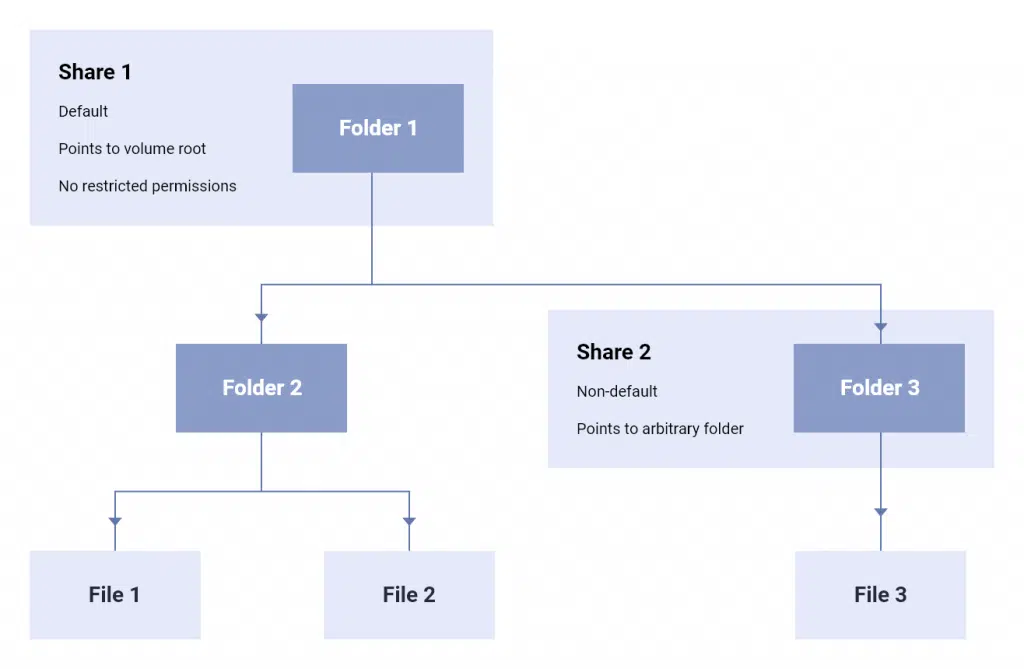 Share 1
Default
Points to volume root
No restricted permissions
Folder 1
Folder 2
Share 2
Non-default
Points to arbitrary folder
Folder 3
File 1
File 2
File 3